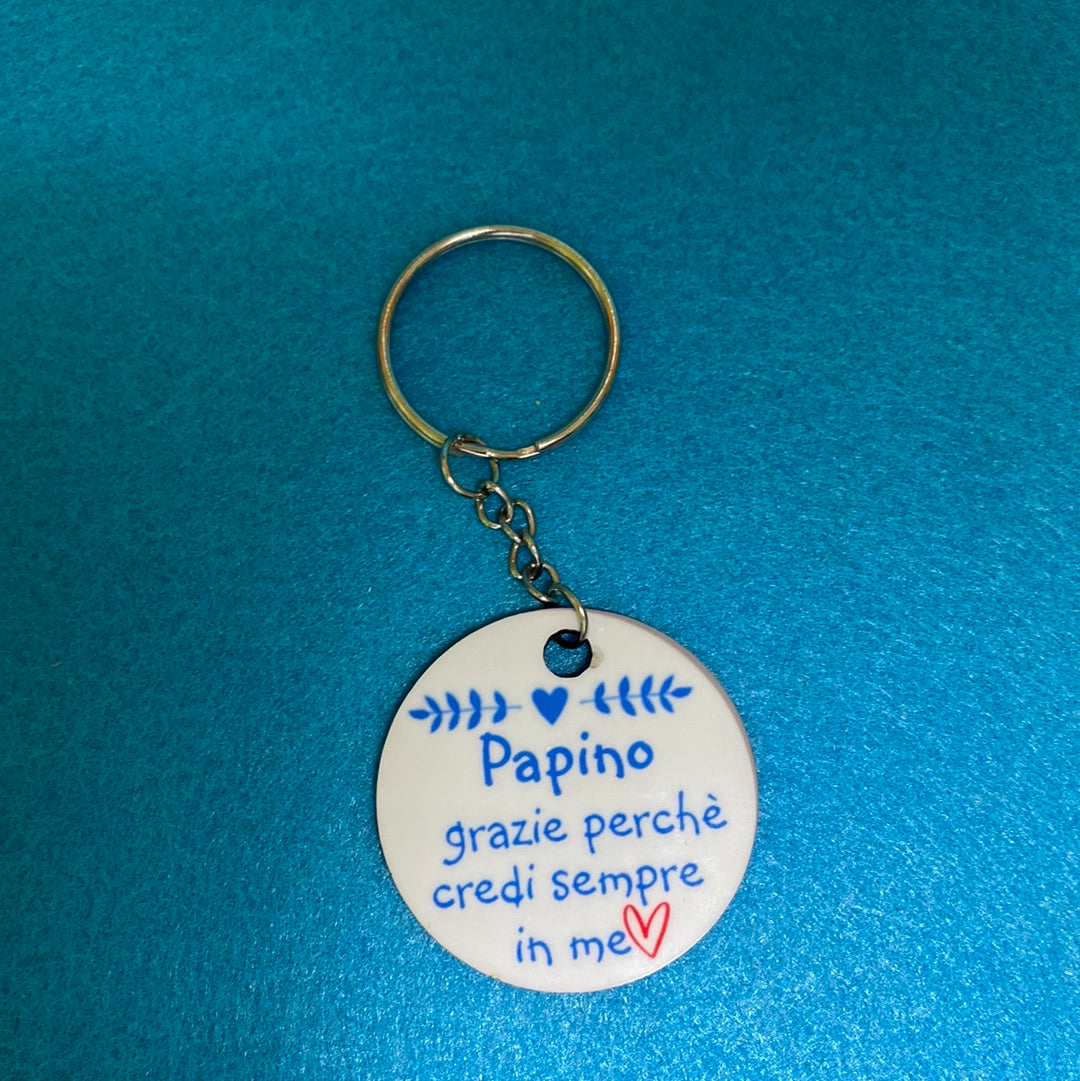 Papino
grazie perchè
credi sempre
in me